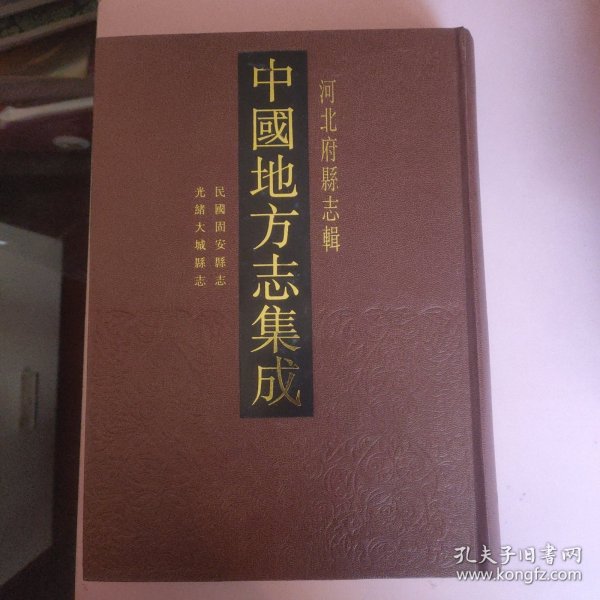 河北府縣志輯
中國地方志集成
民國固安縣志
光緒大城縣志
孔夫子旧書网
www.kongfz.com